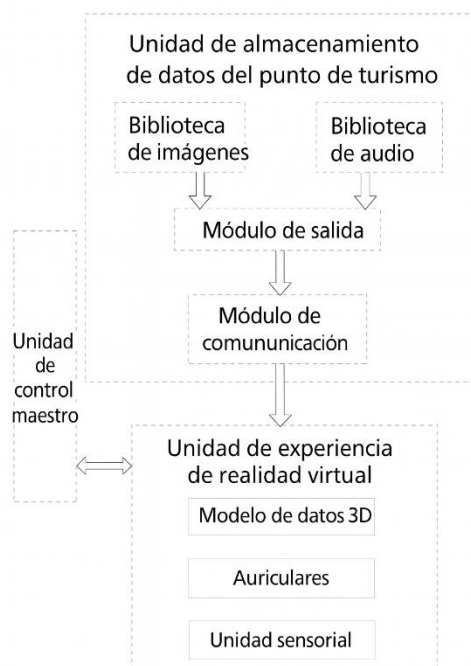 Unidad de almacenamiento
de datos del punto de turismo
Biblioteca
de imágenes
Biblioteca
de audio
Módulo de salida
Módulo de
comununicación
Unidad
de
control
maestro
Unidad de experiencia
de realidad virtual
Modelo de datos 3D
Auriculares
Unidad sensorial